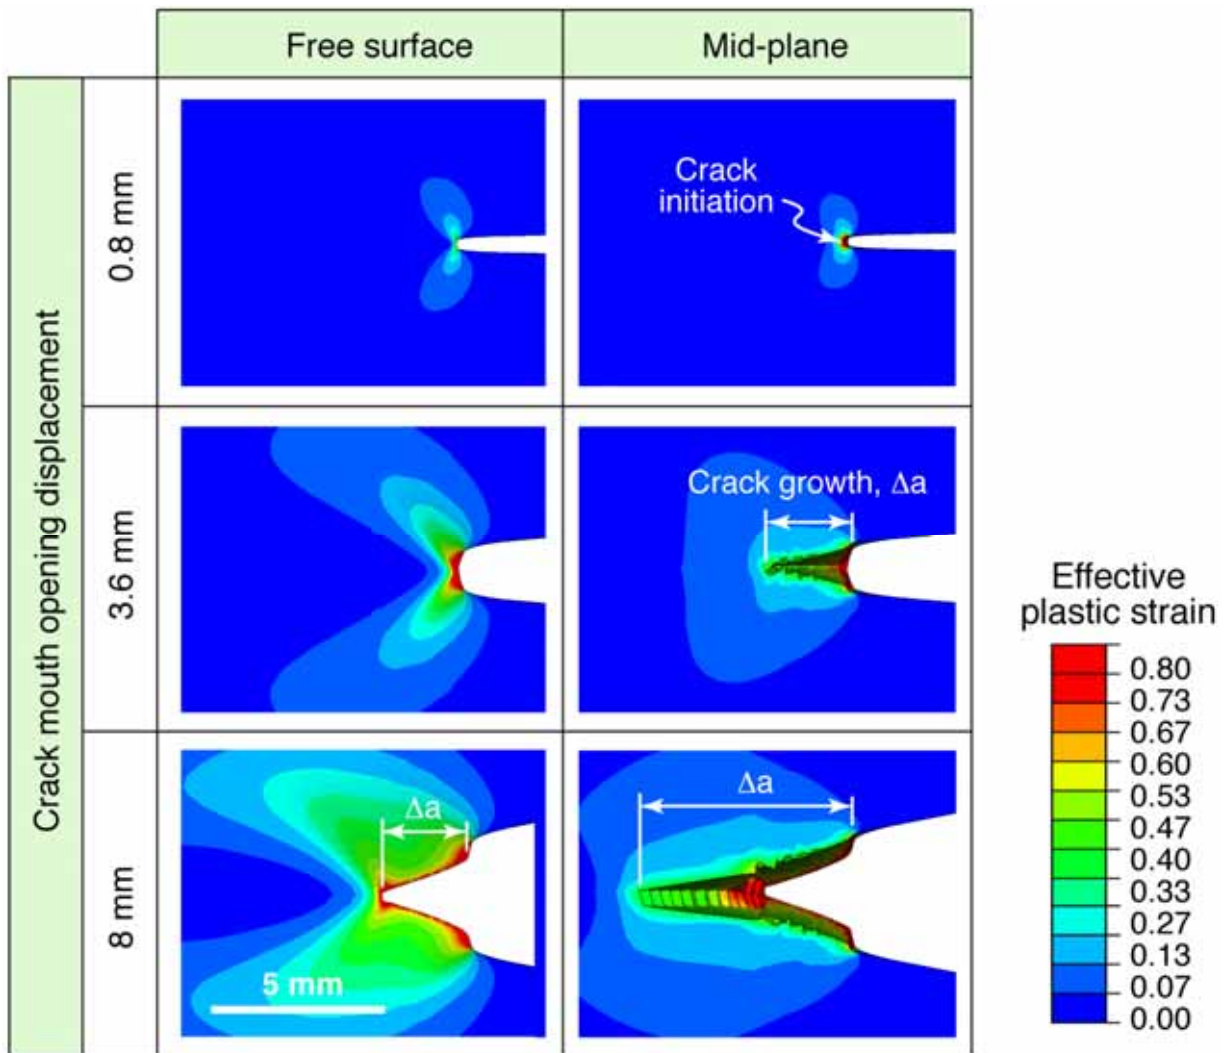 Free surface
Mid-plane
Crack mouth opening displacement
0.8 mm
Crack
initiation
3.6 mm
Crack growth, Δa
8 mm
Δa
5 mm
Δa
Effective
plastic strain
0.80
0.73
0.67
0.60
0.53
0.47
0.40
0.33
0.27
0.13
0.07
0.00